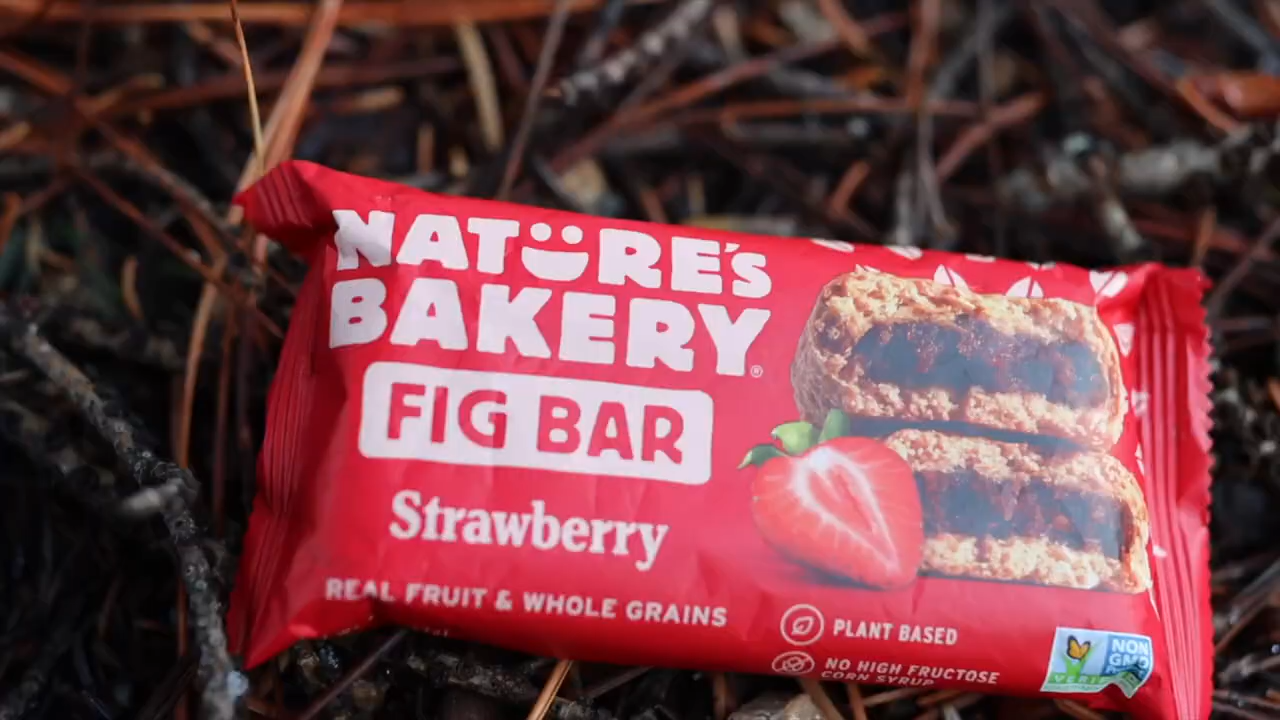 NATURE'S
BAKERY®
FIG BAR
Strawberry
REAL FRUIT & WHOLE GRAINS
PLANT BASED
NO HIGH FRUCTOSE
CORN SYRUP
NON
GMO